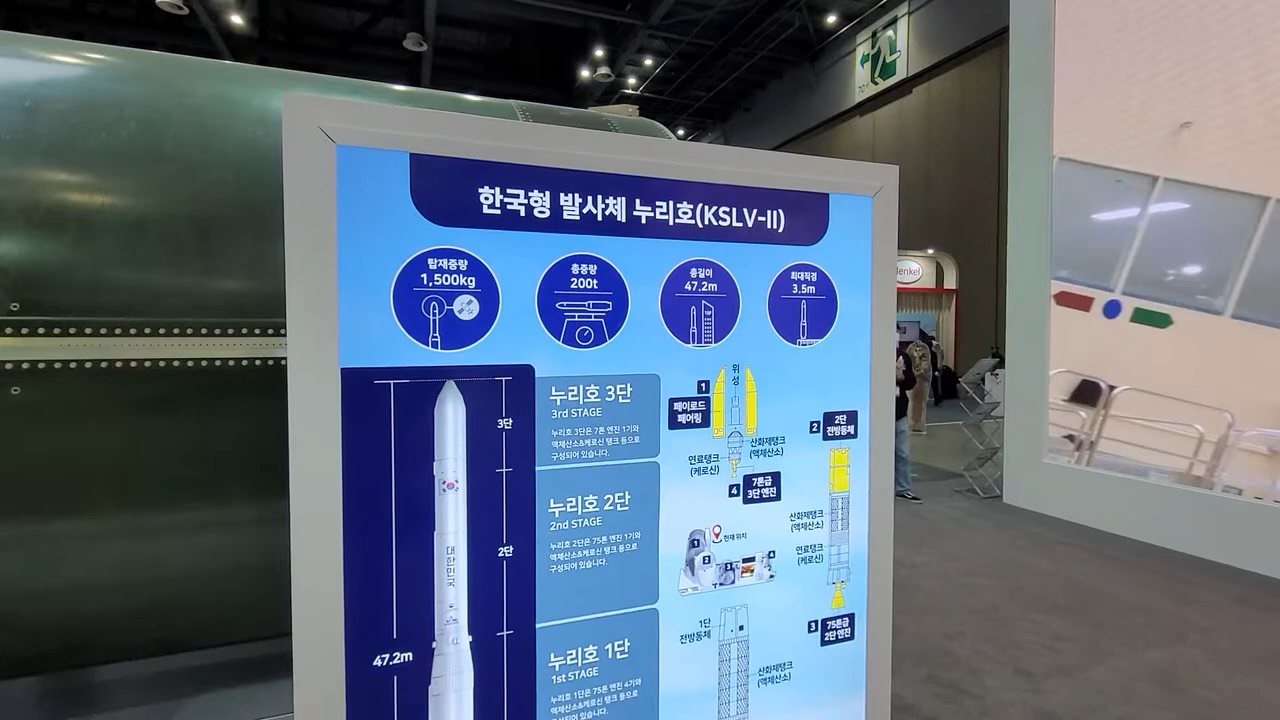 한국형 발사체 누리호(KSLV-II)
탑재중량
1,500kg
총중량
200t
총길이
47.2m
최대직경
3.5m
3단
2단
47.2m
대한민국
누리호 3단
3rd STAGE
누리호 3단은 7톤 엔진 1기와
액체산소&케로신 탱크 등으로
구성되어 있습니다.
누리호 2단
2nd STAGE
누리호 2단은 75톤 엔진 1기와
액체산소&케로신 탱크 등으로
구성되어 있습니다.
누리호 1단
1st STAGE
누리호 1단은 75톤 엔진 4기와
액체산소&케로신 탱크 등으로
구성되어 있습니다.
위성
1
페이로드
페어링
산화제탱크
(액체산소)
연료탱크
(케로신)
4
7톤급
3단 엔진
2
2단
전방동체
산화제탱크
(액체산소)
연료탱크
(케로신)
3
75톤급
2단 엔진
현재 위치
1
2
3
4
1단
전방동체
산화제탱크
(액체산소)
Henkel